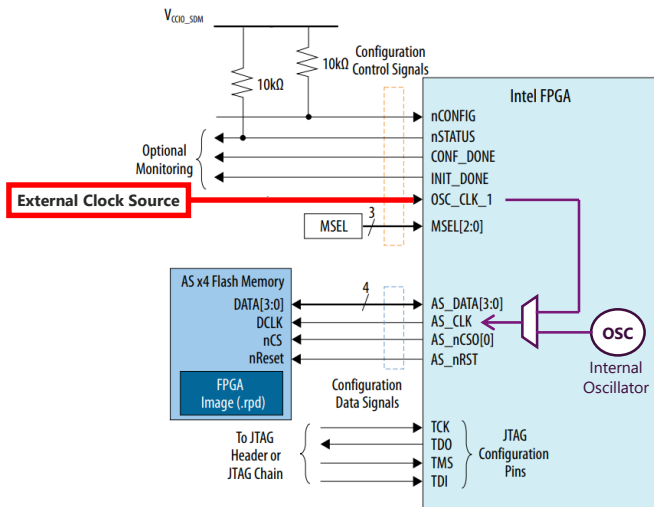 VCCIO_SDM
10kΩ
10kΩ
Configuration
Control Signals
Intel FPGA
nCONFIG
nSTATUS
CONF_DONE
INIT_DONE
OSC_CLK_1
MSEL[2:0]
Optional
Monitoring
External Clock Source
MSEL
3
AS x4 Flash Memory
DATA[3:0]
DCLK
nCS
nReset
FPGA
Image (.rpd)
4
AS_DATA[3:0]
AS_CLK
AS_nCSO[0]
AS_nRST
OSC
Internal
Oscillator
Configuration
Data Signals
To JTAG
Header or
JTAG Chain
TCK
TDO
TMS
TDI
JTAG
Configuration
Pins